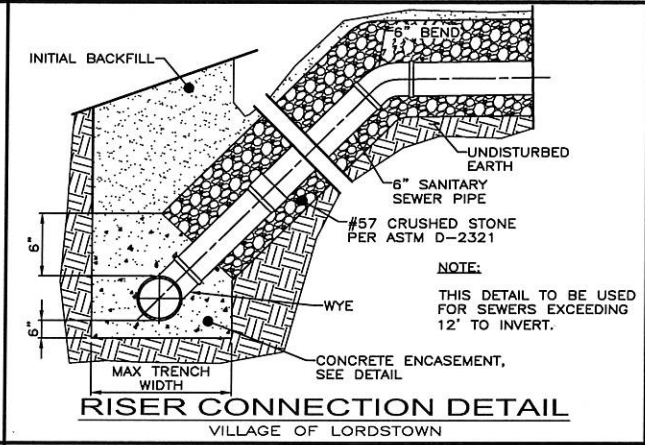 INITIAL BACKFILL
6" BEND
UNDISTURBED
EARTH
6" SANITARY
SEWER PIPE
#57 CRUSHED STONE
PER ASTM D-2321
NOTE:
THIS DETAIL TO BE USED
FOR SEWERS EXCEEDING
12' TO INVERT.
6"
WYE
6"
CONCRETE ENCASEMENT,
SEE DETAIL
MAX TRENCH
WIDTH
RISER CONNECTION DETAIL
VILLAGE OF LORDSTOWN